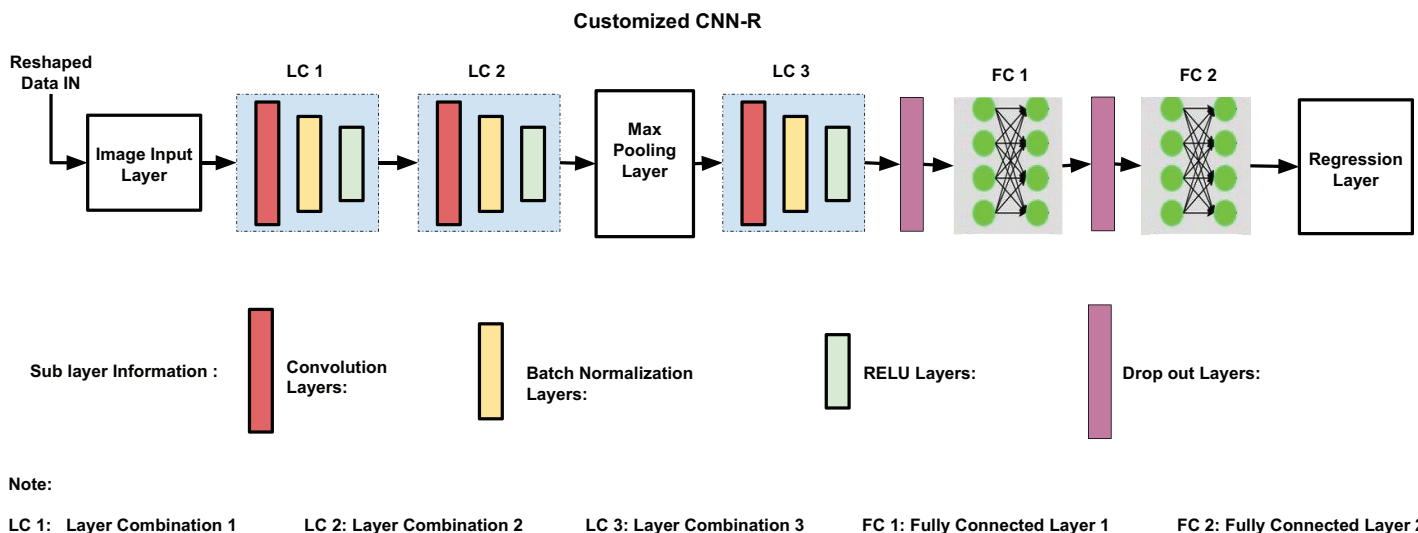 Customized CNN-R
Reshaped
Data IN
LC 1
LC 2
LC 3
FC 1
FC 2
Image Input
Layer
Max
Pooling
Layer
Regression
Layer
Sub layer Information :
Convolution
Layers:
Batch Normalization
Layers:
RELU Layers:
Drop out Layers:
Note:
LC 1: Layer Combination 1
LC 2: Layer Combination 2
LC 3: Layer Combination 3
FC 1: Fully Connected Layer 1
FC 2: Fully Connected Layer 2